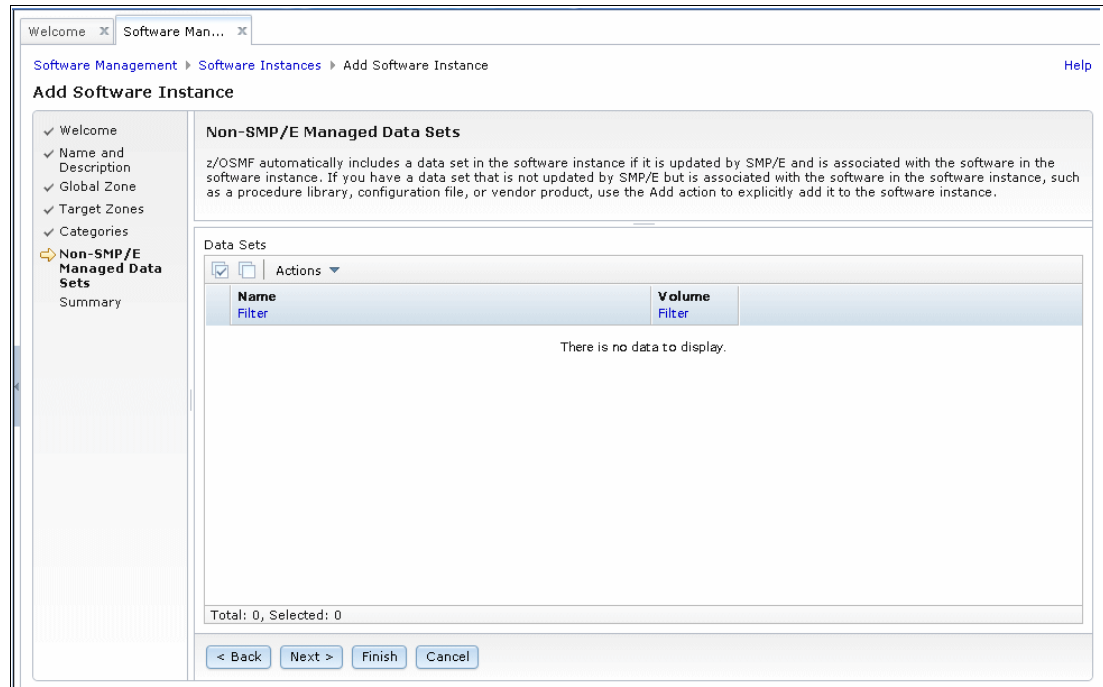 Welcome X Software Man... X
Software Management Software Instances Add Software Instance Help
Add Software Instance
Welcome
Name and
Description
Global Zone
Target Zones
Categories
Non-SMP/E
Managed Data
Sets
Summary
Non-SMP/E Managed Data Sets
z/OSMF automatically includes a data set in the software instance if it is updated by SMP/E and is associated with the software in the
software instance. If you have a data set that is not updated by SMP/E but is associated with the software in the software instance, such
as a procedure library, configuration file, or vendor product, use the Add action to explicitly add it to the software instance.
Data Sets
Actions
Name Volume
Filter Filter
There is no data to display.
Total: 0, Selected: 0
< Back Next > Finish Cancel